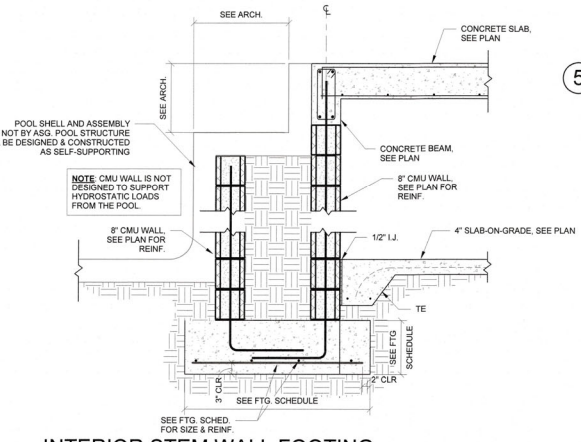 SEE ARCH.
℄
CONCRETE SLAB,
SEE PLAN
5
SEE ARCH.
POOL SHELL AND ASSEMBLY
NOT BY ASG. POOL STRUCTURE
BE DESIGNED & CONSTRUCTED
AS SELF-SUPPORTING
CONCRETE BEAM,
SEE PLAN
NOTE: CMU WALL IS NOT
DESIGNED TO SUPPORT
HYDROSTATIC LOADS
FROM THE POOL.
8" CMU WALL,
SEE PLAN FOR
REINF.
8" CMU WALL,
SEE PLAN FOR
REINF.
1/2" I.J.
4" SLAB-ON-GRADE, SEE PLAN
TE
SEE FTG
SCHEDULE
3" CLR
2" CLR
SEE FTG. SCHEDULE
SEE FTG. SCHED.
FOR SIZE & REINF.
INTERIOR STEM WALL FOOTING